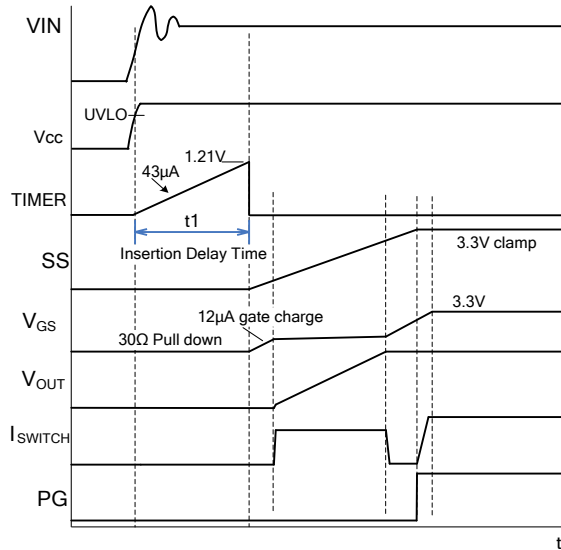 VIN
UVLO
Vcc
1.21V
43µA
TIMER
t1
Insertion Delay Time
SS
3.3V clamp
12µA gate charge
3.3V
VGS
30Ω Pull down
VOUT
ISWITCH
PG
t